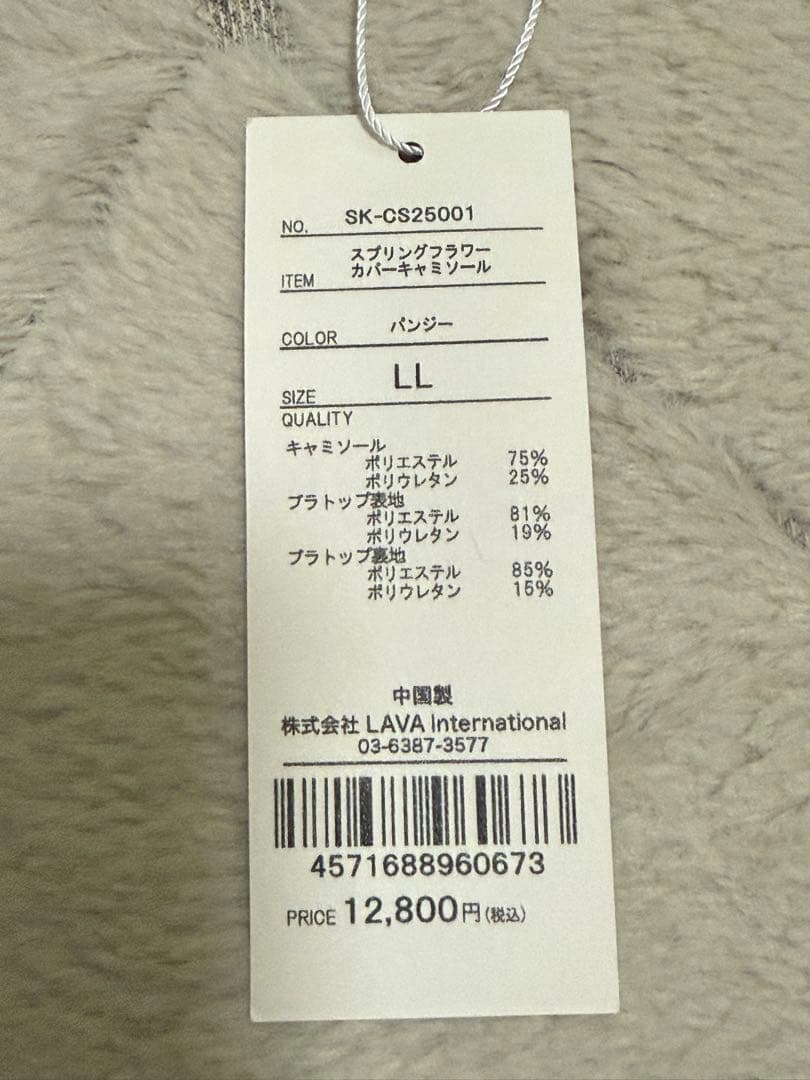 NO. SK-CS25001
スプリングフラワー
ITEM カバーキャミソール
COLOR パンジー
SIZE LL
QUALITY
キャミソール
ポリエステル 75%
ポリウレタン 25%
ブラトップ表地
ポリエステル 81%
ポリウレタン 19%
ブラトップ裏地
ポリエステル 85%
ポリウレタン 15%
中国製
株式会社 LAVA International
03-6387-3577
4571688960673
PRICE 12,800円(税込)